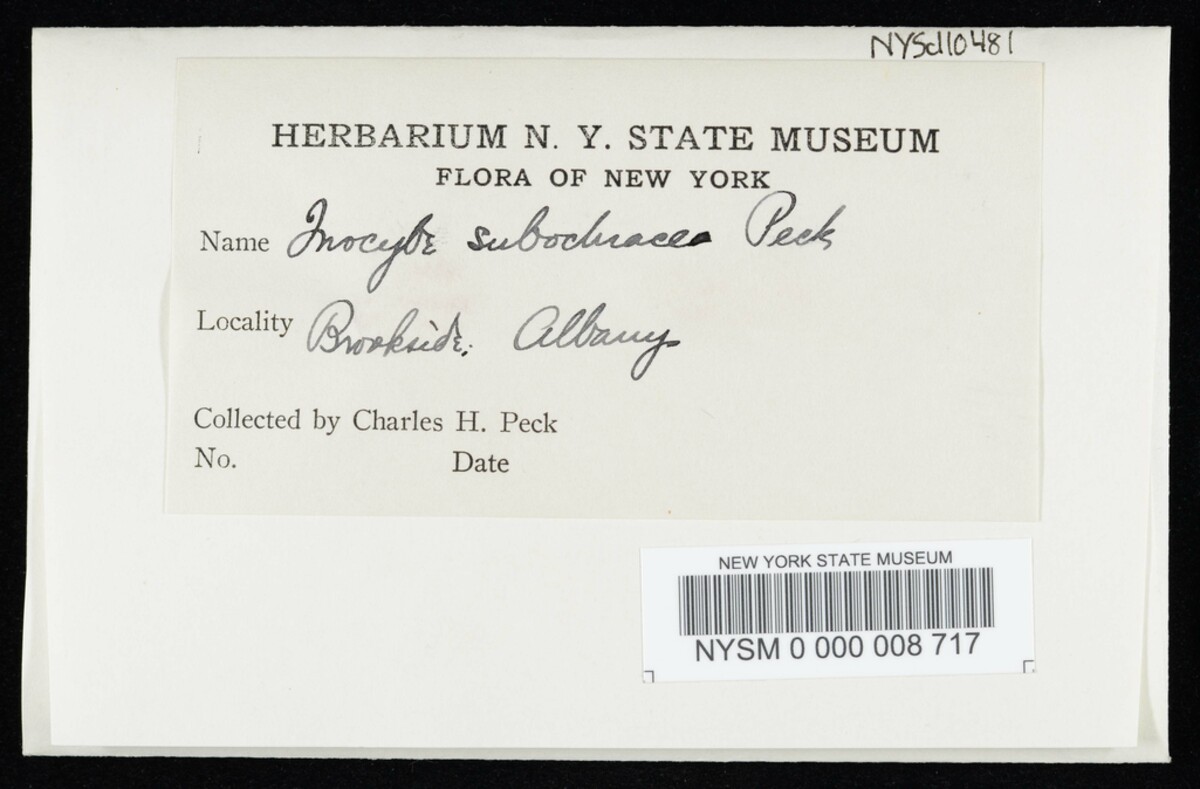 NYSd10481
HERBARIUM N. Y. STATE MUSEUM
FLORA OF NEW YORK
Name Inocybe subochracea Peck
Locality Brookside. Albany
Collected by Charles H. Peck
No. Date
NEW YORK STATE MUSEUM
NYSM 0 000 008 717